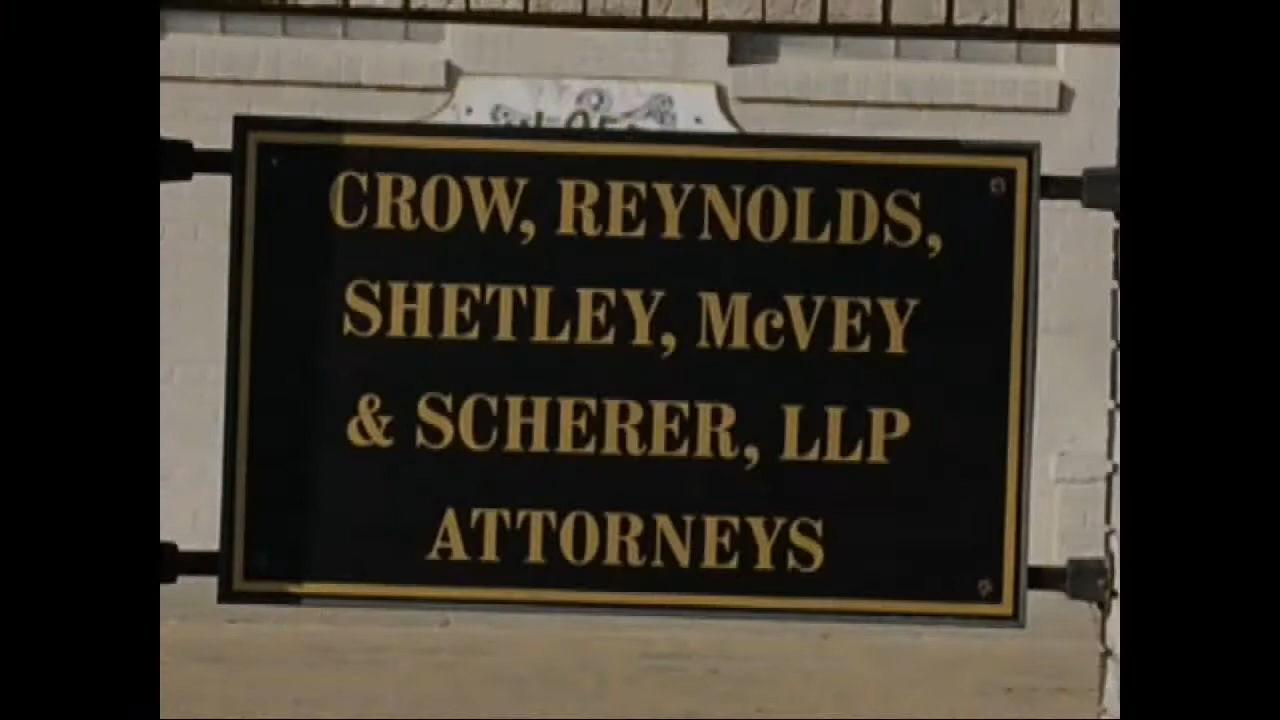 CROW, REYNOLDS,
SHETLEY, McVEY
& SCHERER, LLP
ATTORNEYS